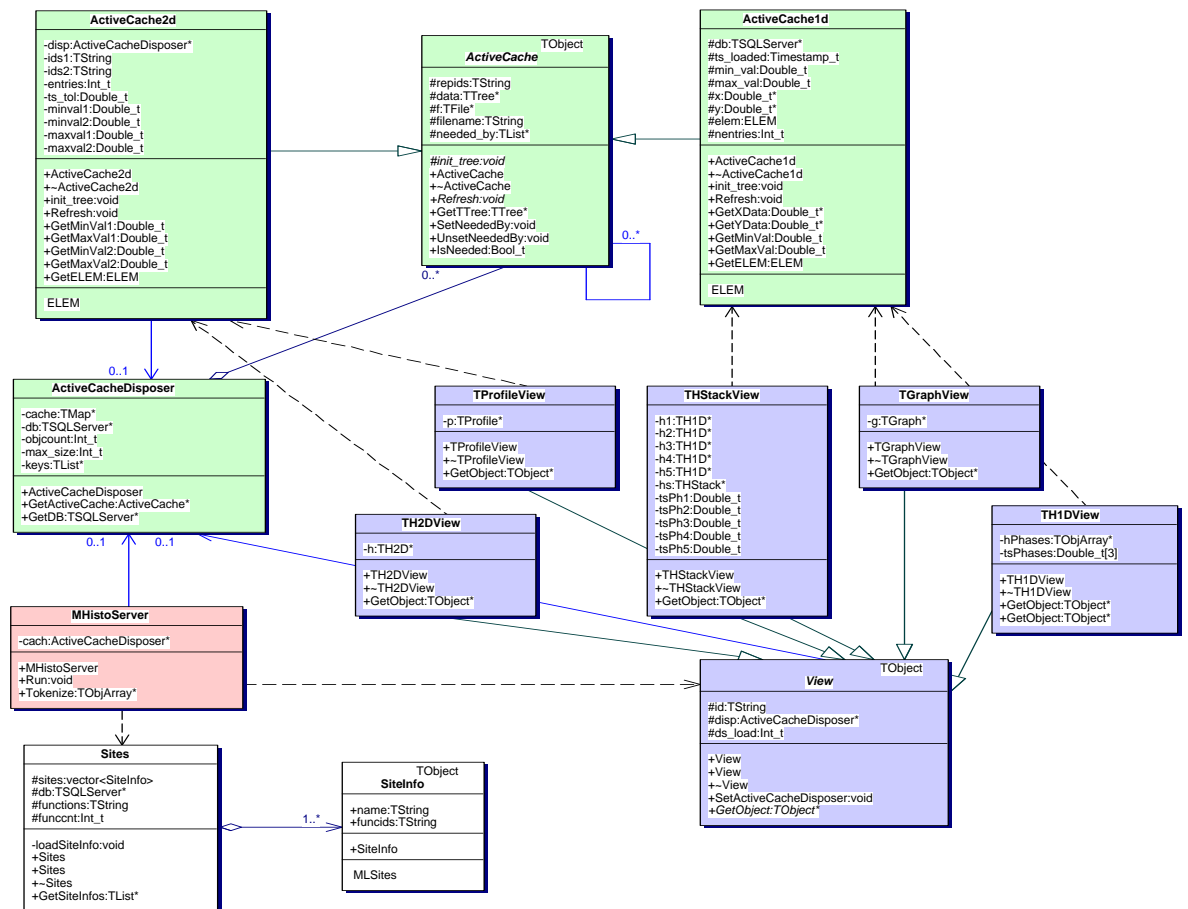 ActiveCache2d
-disp:ActiveCacheDisposer*
-ids1:TString
-ids2:TString
-entries:Int_t
-ts_tol:Double_t
-minval1:Double_t
-minval2:Double_t
-maxval1:Double_t
-maxval2:Double_t
+ActiveCache2d
+~ActiveCache2d
+init_tree:void
+Refresh:void
+GetMinVal1:Double_t
+GetMaxVal1:Double_t
+GetMinVal2:Double_t
+GetMaxVal2:Double_t
+GetELEM:ELEM
ELEM
TObject
ActiveCache
#repids:TString
#data:TTree*
#f:TFile*
#filename:TString
#needed_by:TList*
#init_tree:void
+ActiveCache
+~ActiveCache
+Refresh:void
+GetTTree:TTree*
+SetNeededBy:void
+UnsetNeededBy:void
+IsNeeded:Bool_t
0..*
0..*
ActiveCache1d
#db:TSQLServer*
#ts_loaded:Timestamp_t
#min_val:Double_t
#max_val:Double_t
#x:Double_t*
#y:Double_t*
#elem:ELEM
#nentries:Int_t
+ActiveCache1d
+~ActiveCache1d
+init_tree:void
+Refresh:void
+GetXData:Double_t*
+GetYData:Double_t*
+GetMinVal:Double_t
+GetMaxVal:Double_t
+GetELEM:ELEM
ELEM
0..1
ActiveCacheDisposer
-cache:TMap*
-db:TSQLServer*
-objcount:Int_t
-max_size:Int_t
-keys:TList*
+ActiveCacheDisposer
+GetActiveCache:ActiveCache*
+GetDB:TSQLServer*
0..1
0..1
TProfileView
-p:TProfile*
+TProfileView
+~TProfileView
+GetObject:TObject*
THStackView
-h1:TH1D*
-h2:TH1D*
-h3:TH1D*
-h4:TH1D*
-h5:TH1D*
-hs:THStack*
-tsPh1:Double_t
-tsPh2:Double_t
-tsPh3:Double_t
-tsPh4:Double_t
-tsPh5:Double_t
+THStackView
+~THStackView
+GetObject:TObject*
TGraphView
-g:TGraph*
+TGraphView
+~TGraphView
+GetObject:TObject*
TH2DView
-h:TH2D*
+TH2DView
+~TH2DView
+GetObject:TObject*
TH1DView
-hPhases:TObjArray*
-tsPhases:Double_t[3]
+TH1DView
+~TH1DView
+GetObject:TObject*
+GetObject:TObject*
MHistoServer
-cach:ActiveCacheDisposer*
+MHistoServer
+Run:void
+Tokenize:TObjArray*
TObject
View
#id:TString
#disp:ActiveCacheDisposer*
#ds_load:Int_t
+View
+View
+~View
+SetActiveCacheDisposer:void
+GetObject:TObject*
Sites
#sites:vector<SiteInfo>
#db:TSQLServer*
#functions:TString
#funccnt:Int_t
-loadSiteInfo:void
+Sites
+Sites
+~Sites
+GetSiteInfos:TList*
1..*
TObject
SiteInfo
+name:TString
+funcids:TString
+SiteInfo
MLSites